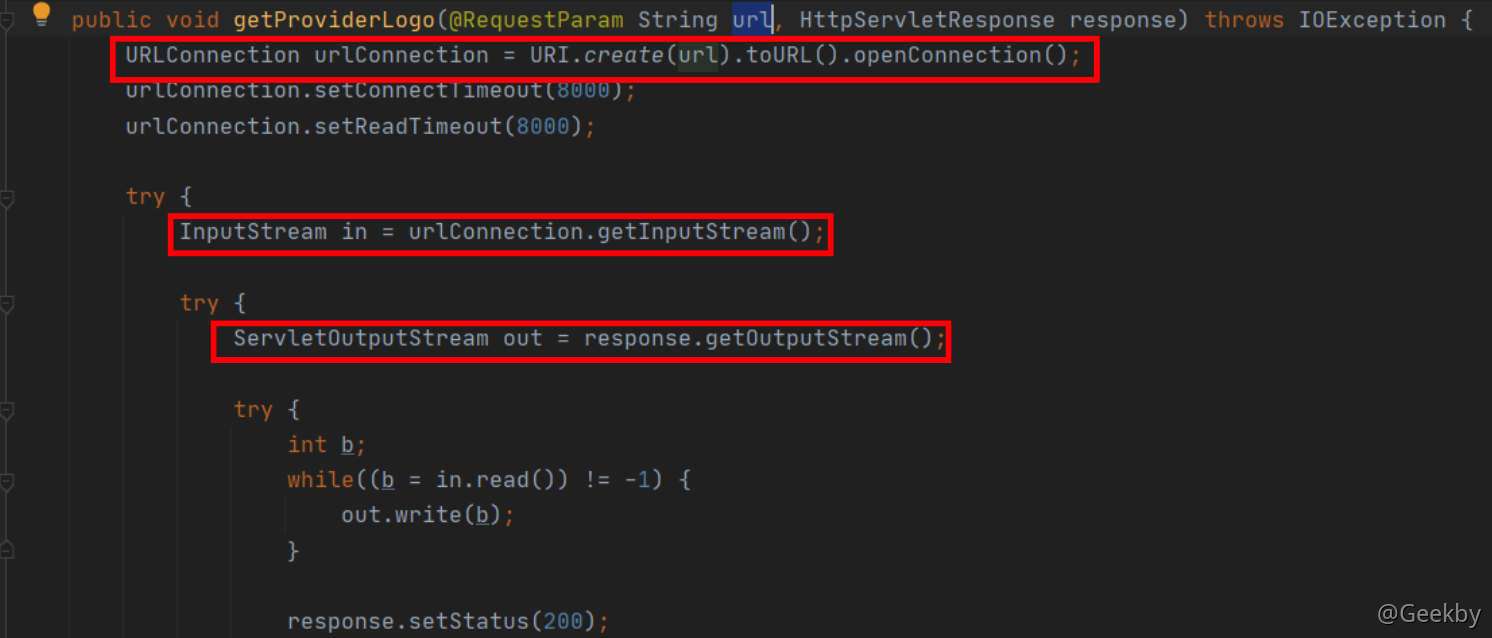 public void getProviderLogo(@RequestParam String url, HttpServletResponse response) throws IOException {
URLConnection urlConnection = URI.create(url).toURL().openConnection();
urlConnection.setConnectTimeout(8000);
urlConnection.setReadTimeout(8000);
try {
InputStream in = urlConnection.getInputStream();
try {
ServletOutputStream out = response.getOutputStream();
try {
int b;
while((b = in.read()) != -1) {
out.write(b);
}
response.setStatus(200);
@Geekby